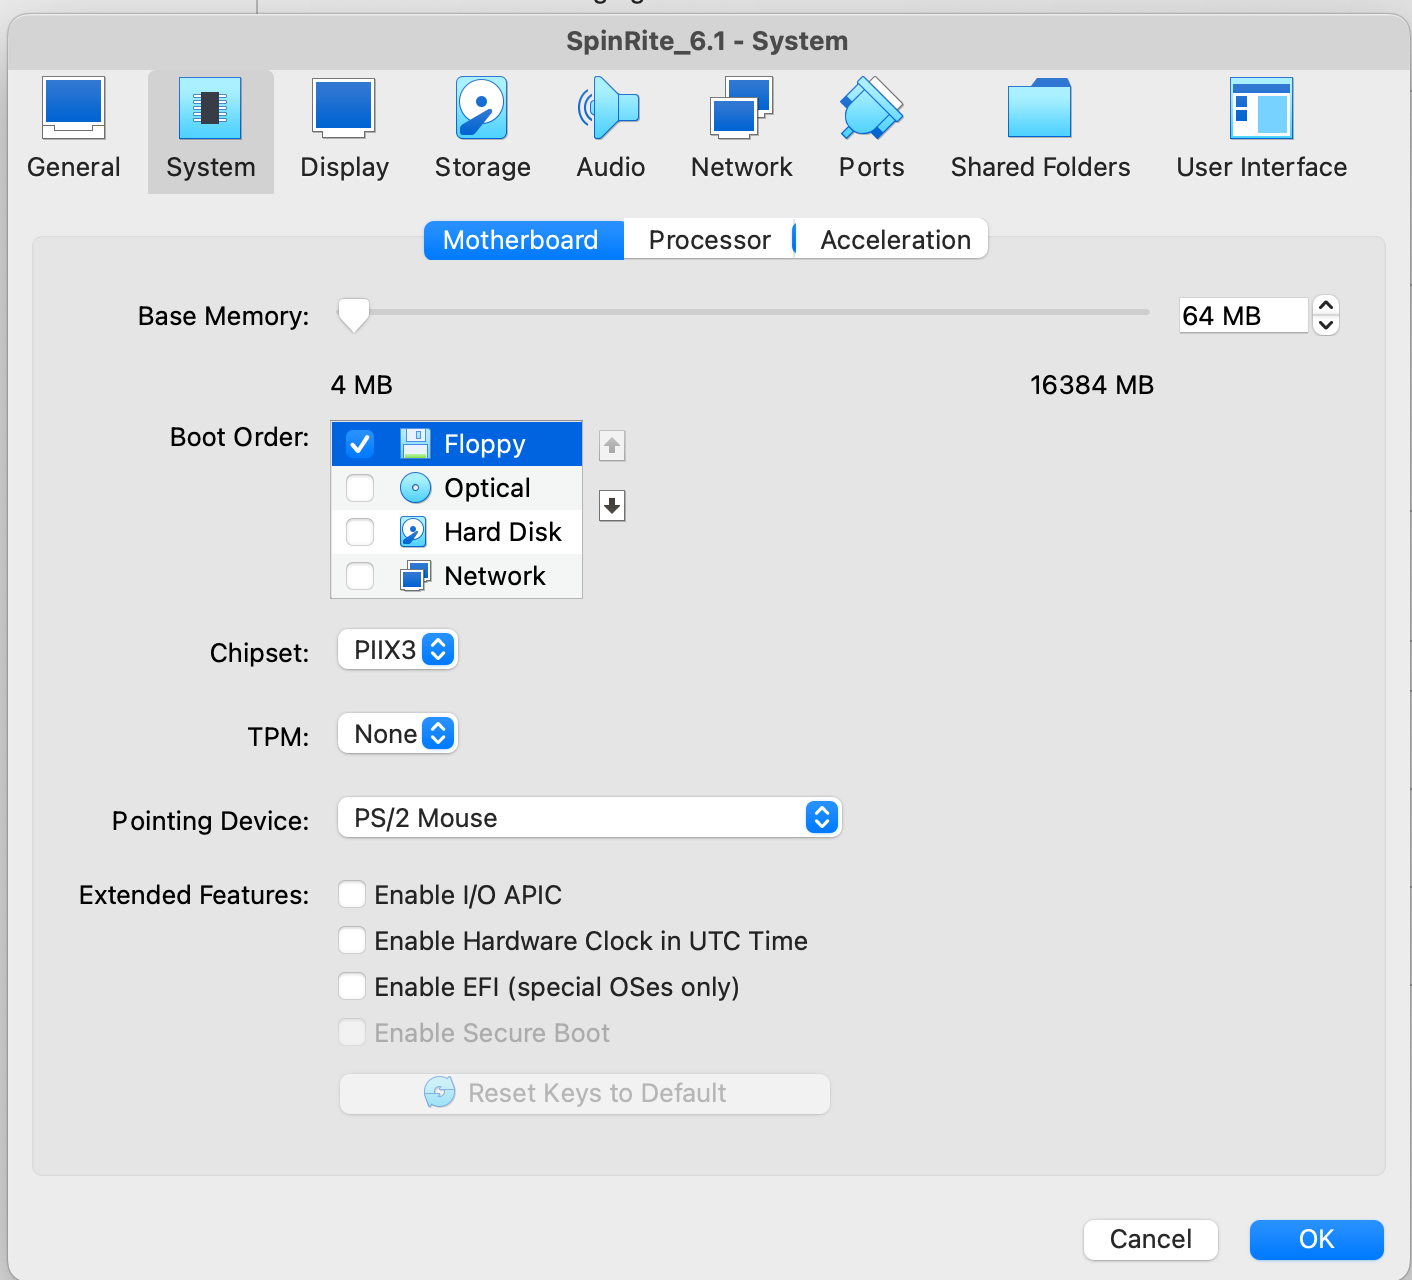 SpinRite_6.1 - System
General System Display Storage Audio Network Ports Shared Folders User Interface
Motherboard Processor Acceleration
Base Memory: 64 MB
4 MB 16384 MB
Boot Order: Floppy
Optical
Hard Disk
Network
Chipset: PIIX3
TPM: None
Pointing Device: PS/2 Mouse
Extended Features: Enable I/O APIC
Enable Hardware Clock in UTC Time
Enable EFI (special OSes only)
Enable Secure Boot
Reset Keys to Default
Cancel OK